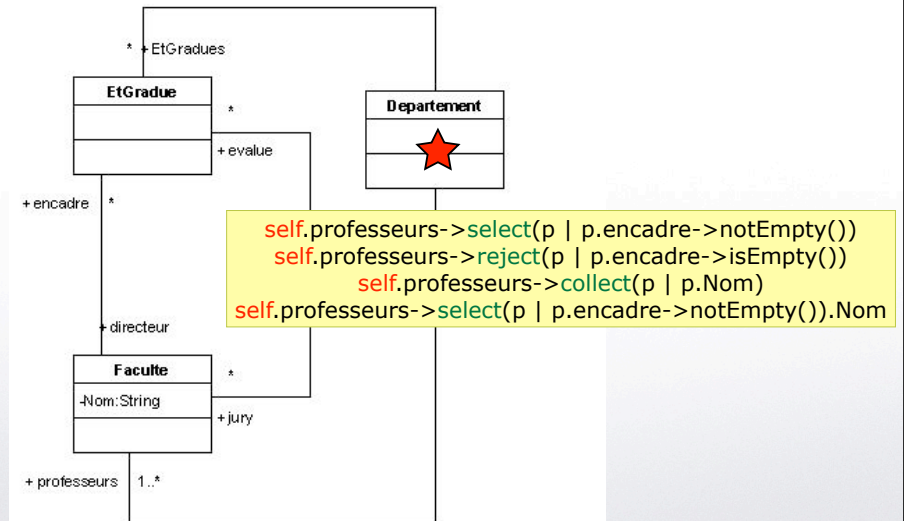 * + EtGradues
EtGradue
*
+ evalue
Departement
+ encadre *
self.professeurs->select(p | p.encadre->notEmpty())
self.professeurs->reject(p | p.encadre->isEmpty())
self.professeurs->collect(p | p.Nom)
self.professeurs->select(p | p.encadre->notEmpty()).Nom
+ directeur
Faculte
*
-Nom:String
+ jury
+ professeurs 1..*